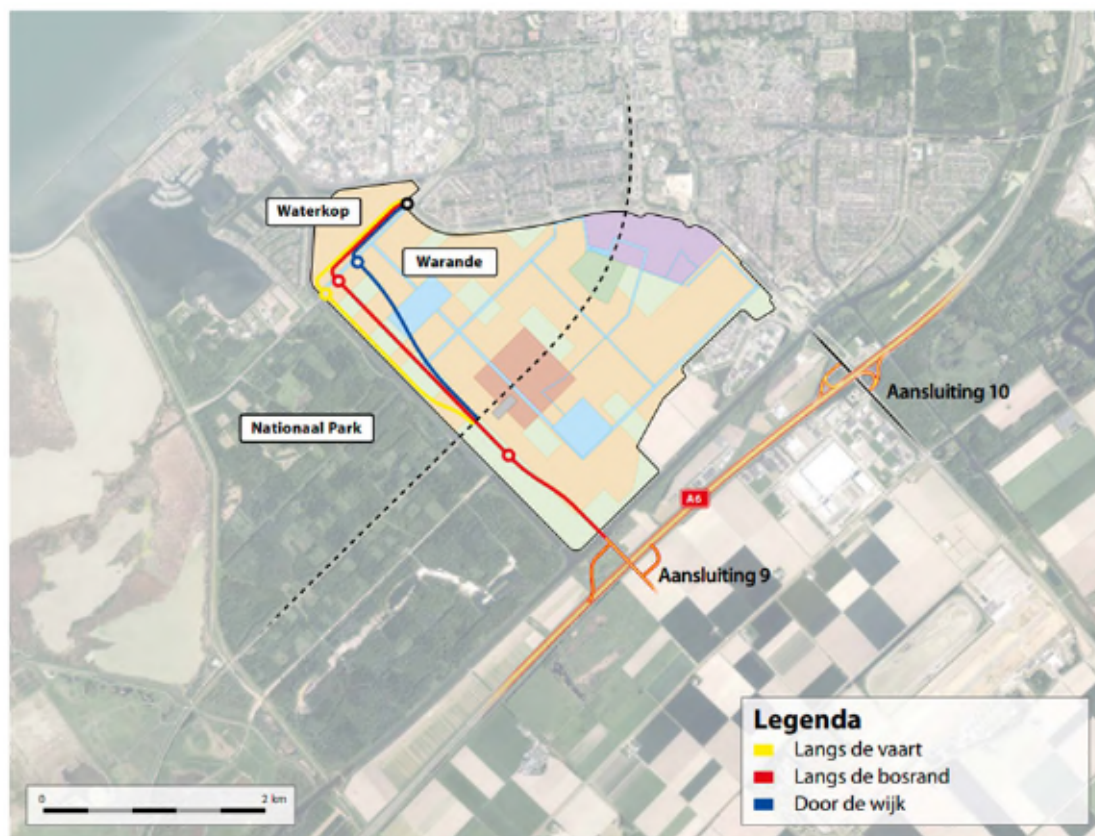 Waterkop
Warande
Nationaal Park
Aansluiting 10
A6
Aansluiting 9
Legenda
Langs de vaart
Langs de bosrand
Door de wijk
0 2 km